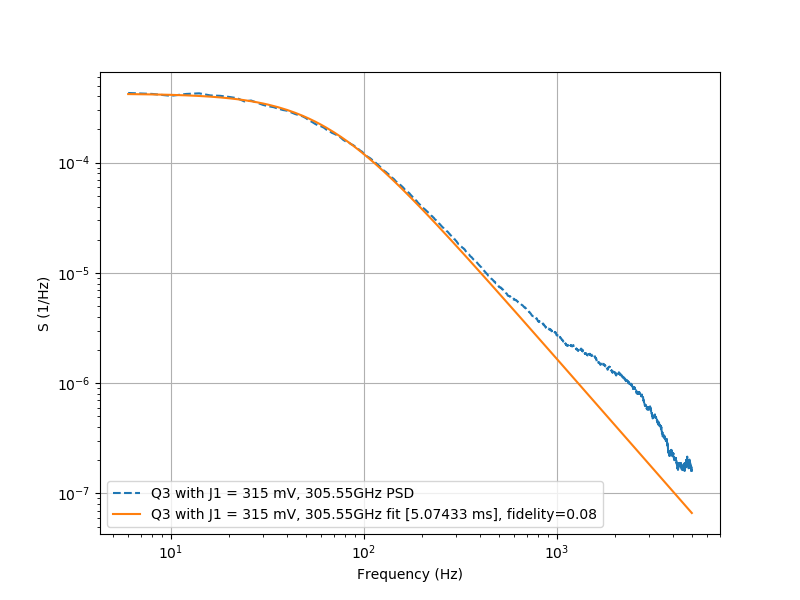 S (1/Hz)
10⁻⁴
10⁻⁵
10⁻⁶
10⁻⁷
Q3 with J1 = 315 mV, 305.55GHz PSD
Q3 with J1 = 315 mV, 305.55GHz fit [5.07433 ms], fidelity=0.08
10¹ 10² 10³
Frequency (Hz)